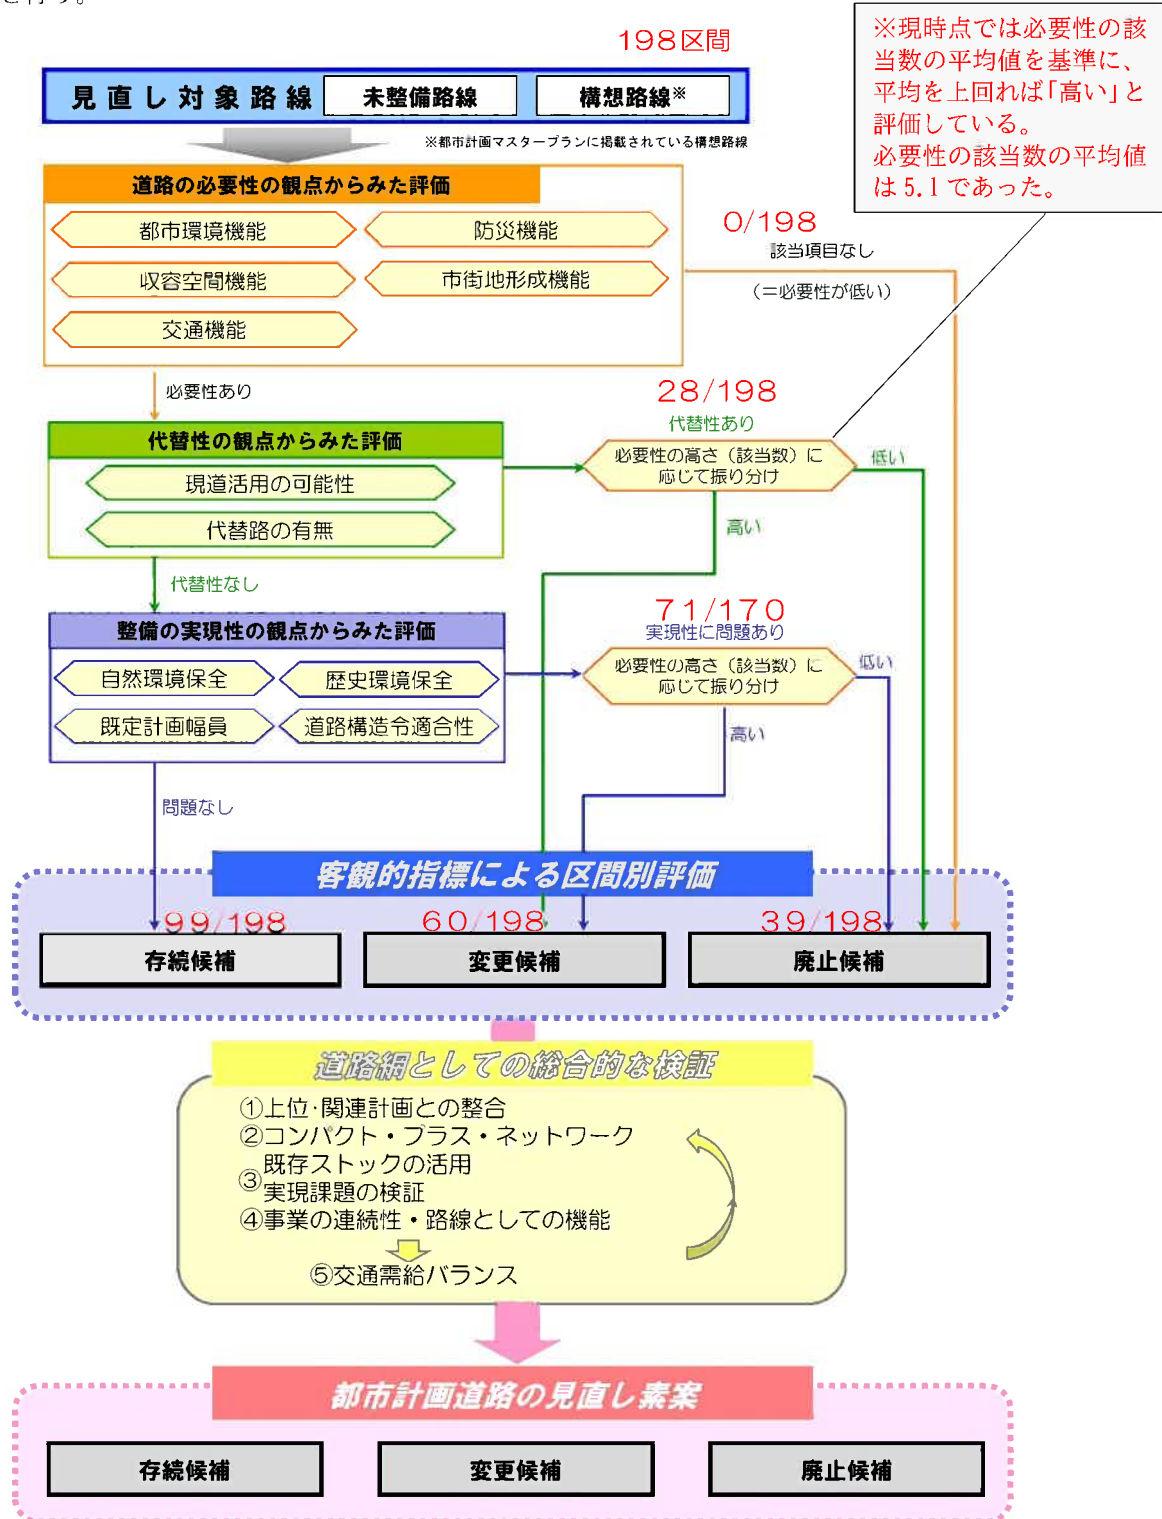 を行う。
198区間
※現時点では必要性の該
当数の平均値を基準に、
平均を上回れば「高い」と
評価している。
必要性の該当数の平均値
は5.1であった。
見直し対象路線
未整備路線
構想路線※
※都市計画マスタープランに掲載されている構想路線
道路の必要性の観点からみた評価
都市環境機能
防災機能
収容空間機能
市街地形成機能
交通機能
0/198
該当項目なし
（＝必要性が低い）
必要性あり
28/198
代替性あり
代替性の観点からみた評価
現道活用の可能性
代替路の有無
必要性の高さ（該当数）に
応じて振り分け
低い
高い
代替性なし
71/170
実現性に問題あり
整備の実現性の観点からみた評価
自然環境保全
歴史環境保全
既定計画幅員
道路構造令適合性
必要性の高さ（該当数）に
応じて振り分け
低い
高い
問題なし
客観的指標による区間別評価
99/198
60/198
39/198
存続候補
変更候補
廃止候補
道路網としての総合的な検証
①上位・関連計画との整合
②コンパクト・プラス・ネットワーク
③既存ストックの活用
実現課題の検証
④事業の連続性・路線としての機能
⑤交通需給バランス
都市計画道路の見直し素案
存続候補
変更候補
廃止候補